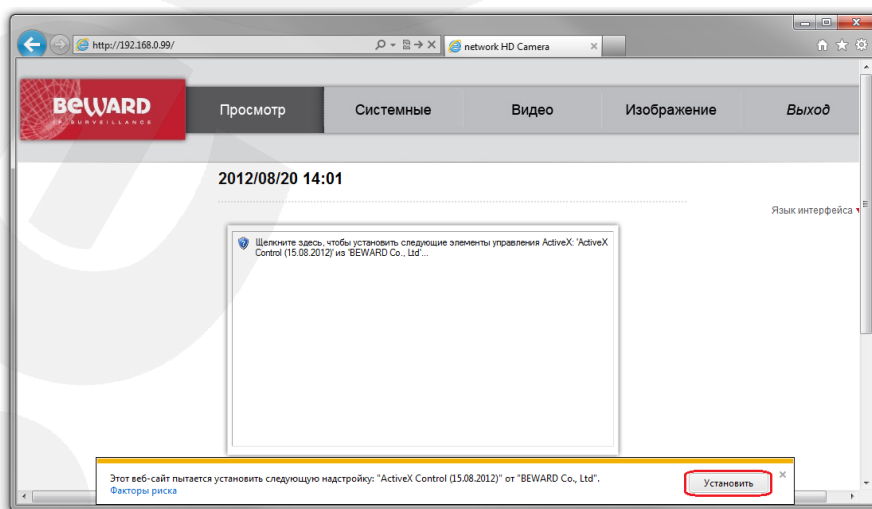 http://192.168.0.99/
network HD Camera
BEWARD
IP SURVEILLANCE
Просмотр
Системные
Видео
Изображение
Выход
2012/08/20 14:01
Язык интерфейса
Щелкните здесь, чтобы установить следующие элементы управления ActiveX: 'ActiveX
Control (15.08.2012)' из 'BEWARD Co., Ltd'...
Этот веб-сайт пытается установить следующую надстройку: "ActiveX Control (15.08.2012)" от "BEWARD Co., Ltd".
Факторы риска
Установить